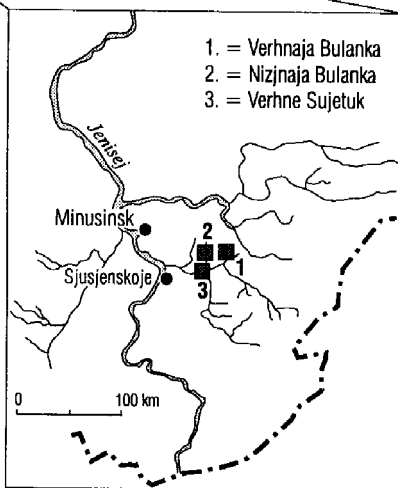 1. = Verhnaja Bulanka
2. = Nizjnaja Bulanka
3. = Verhne Sujetuk
Jenisej
Minusinsk
2
Sjusjenskoje
1
3
0
100 km